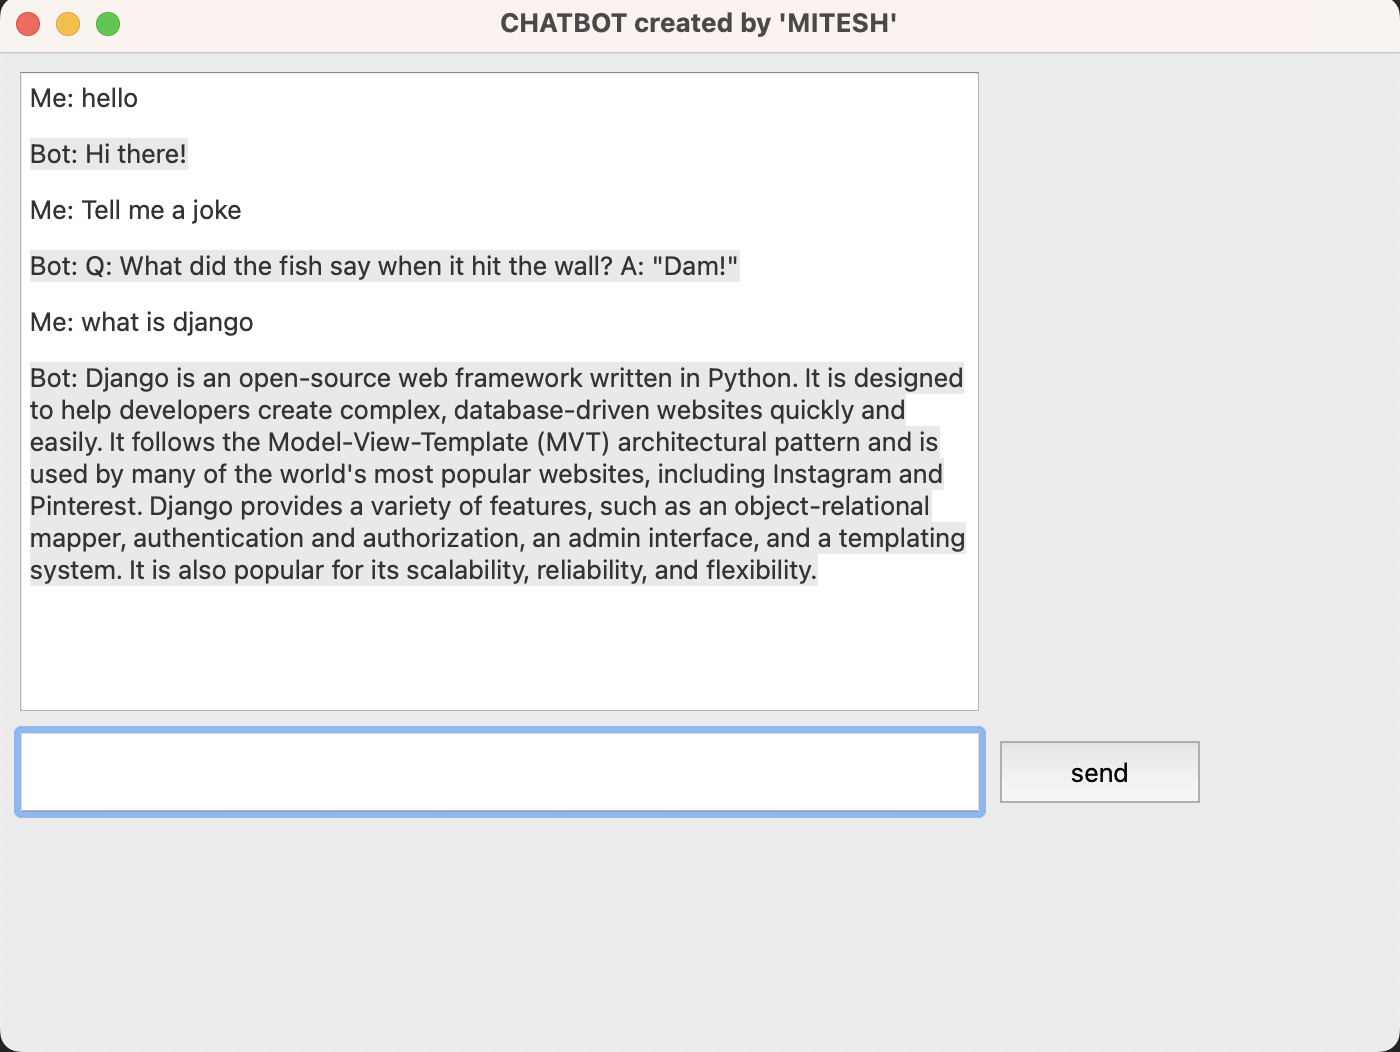 CHATBOT created by 'MITESH'
Me: hello
Bot: Hi there!
Me: Tell me a joke
Bot: Q: What did the fish say when it hit the wall? A: "Dam!"
Me: what is django
Bot: Django is an open-source web framework written in Python. It is designed
to help developers create complex, database-driven websites quickly and
easily. It follows the Model-View-Template (MVT) architectural pattern and is
used by many of the world's most popular websites, including Instagram and
Pinterest. Django provides a variety of features, such as an object-relational
mapper, authentication and authorization, an admin interface, and a templating
system. It is also popular for its scalability, reliability, and flexibility.
send